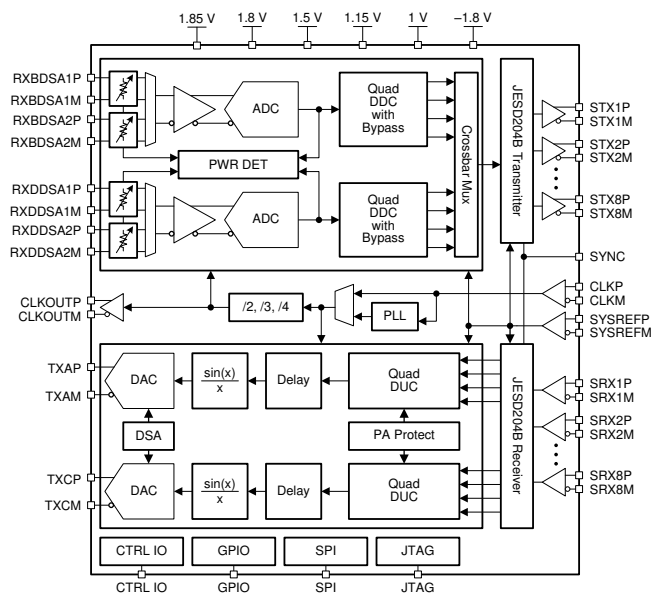 1.85 V
1.8 V
1.5 V
1.15 V
1 V
–1.8 V
RXBDSA1P
RXBDSA1M
RXBDSA2P
RXBDSA2M
ADC
Quad
DDC
with
Bypass
PWR DET
Crossbar Mux
JESD204B Transmitter
STX1P
STX1M
STX2P
STX2M
STX8P
STX8M
RXDDSA1P
RXDDSA1M
RXDDSA2P
RXDDSA2M
ADC
Quad
DDC
with
Bypass
SYNC
CLKOUTP
CLKOUTM
/2, /3, /4
PLL
CLKP
CLKM
SYSREFP
SYSREFM
TXAP
TXAM
DAC
sin(x)
x
Delay
Quad
DUC
DSA
PA Protect
JESD204B Receiver
SRX1P
SRX1M
SRX2P
SRX2M
SRX8P
SRX8M
TXCP
TXCM
DAC
sin(x)
x
Delay
Quad
DUC
CTRL IO
GPIO
SPI
JTAG
CTRL IO
GPIO
SPI
JTAG